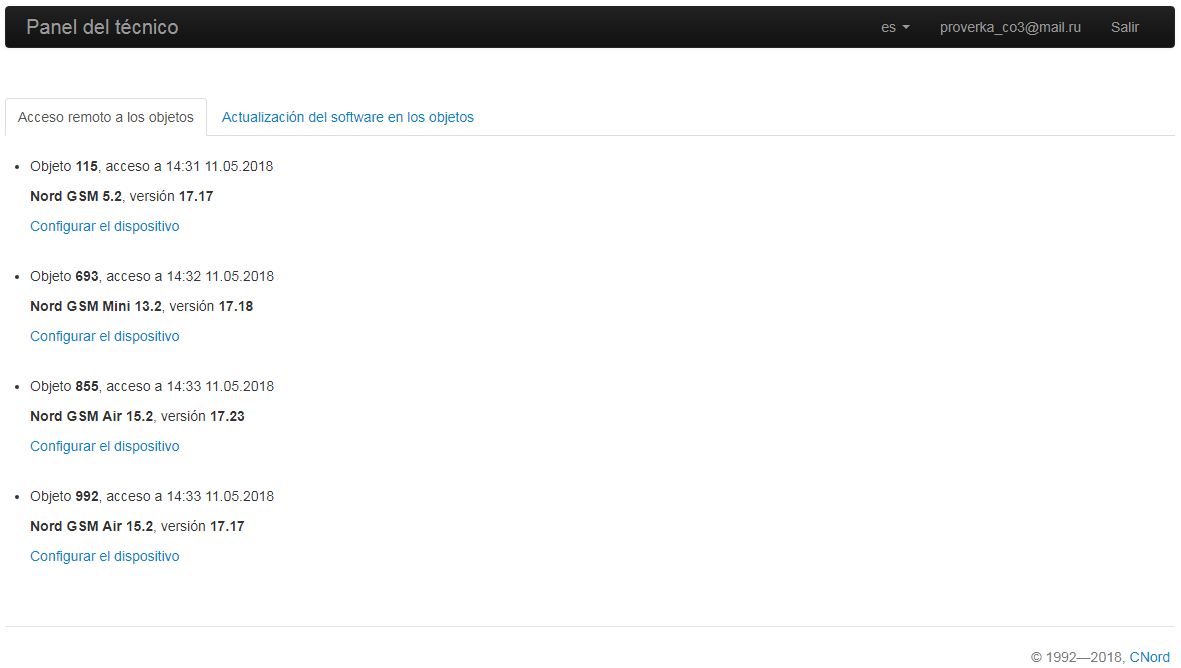 Panel del técnico es proverka_co3@mail.ru Salir
Acceso remoto a los objetos Actualización del software en los objetos
Objeto 115, acceso a 14:31 11.05.2018
Nord GSM 5.2, versión 17.17
Configurar el dispositivo
Objeto 693, acceso a 14:32 11.05.2018
Nord GSM Mini 13.2, versión 17.18
Configurar el dispositivo
Objeto 855, acceso a 14:33 11.05.2018
Nord GSM Air 15.2, versión 17.23
Configurar el dispositivo
Objeto 992, acceso a 14:33 11.05.2018
Nord GSM Air 15.2, versión 17.17
Configurar el dispositivo
© 1992—2018, CNord